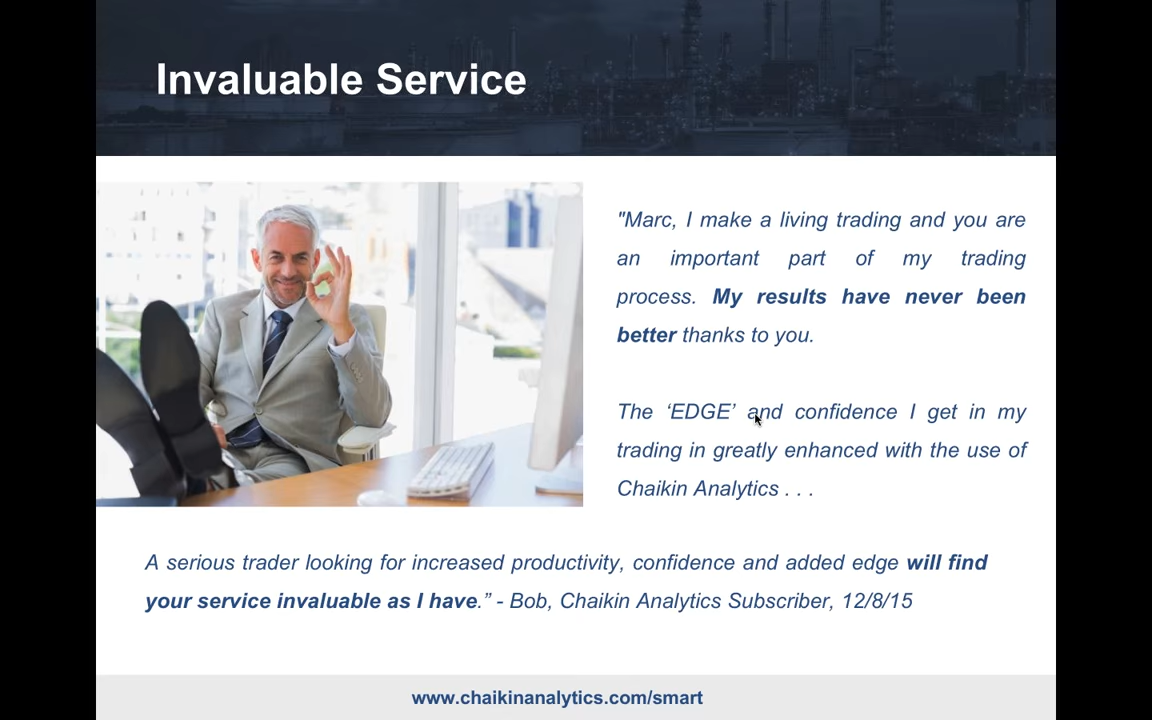 Invaluable Service
"Marc, I make a living trading and you are
an important part of my trading
process. My results have never been
better thanks to you.
The ‘EDGE’ and confidence I get in my
trading in greatly enhanced with the use of
Chaikin Analytics . . .
A serious trader looking for increased productivity, confidence and added edge will find
your service invaluable as I have.” - Bob, Chaikin Analytics Subscriber, 12/8/15
www.chaikinanalytics.com/smart